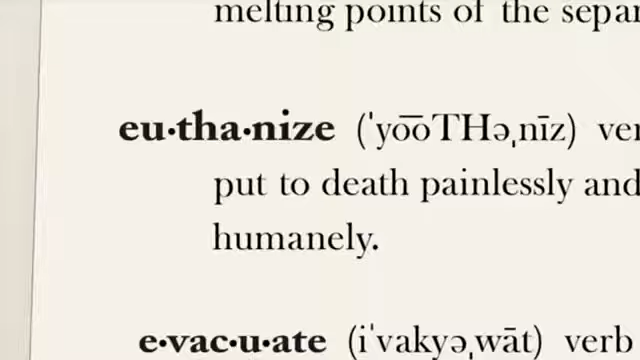 melting points of the separ
eu·tha·nize (ˈyo͞oTHəˌnīz) ver
put to death painlessly and
humanely.
e·vac·u·ate (iˈvakyəˌwāt) verb